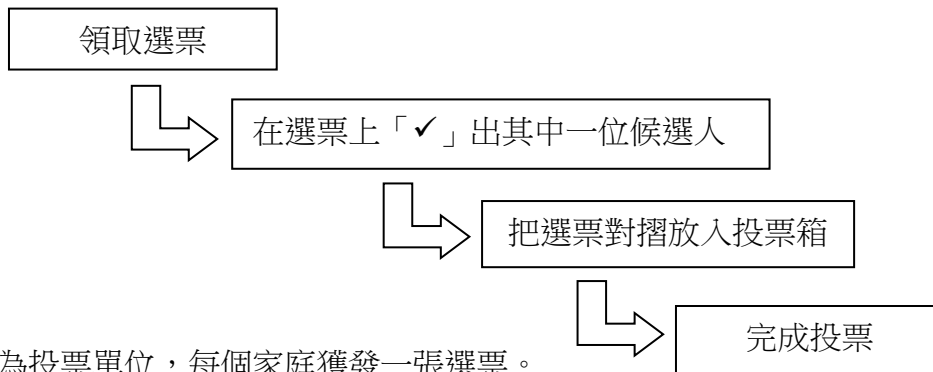 領取選票
在選票上「✓」出其中一位候選人
把選票對摺放入投票箱
完成投票
為投票單位，每個家庭獲發一張選票。